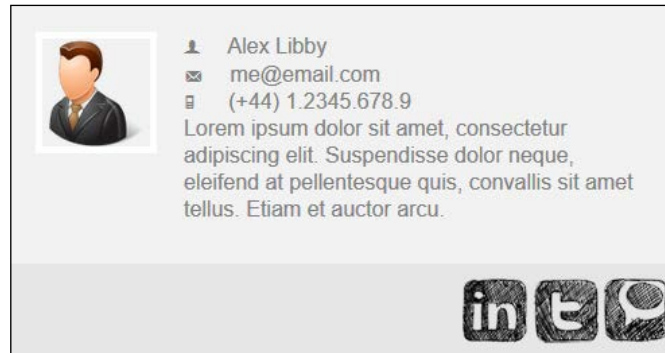 Alex Libby
me@email.com
(+44) 1.2345.678.9
Lorem ipsum dolor sit amet, consectetur
adipiscing elit. Suspendisse dolor neque,
eleifend at pellentesque quis, convallis sit amet
tellus. Etiam et auctor arcu.
in t